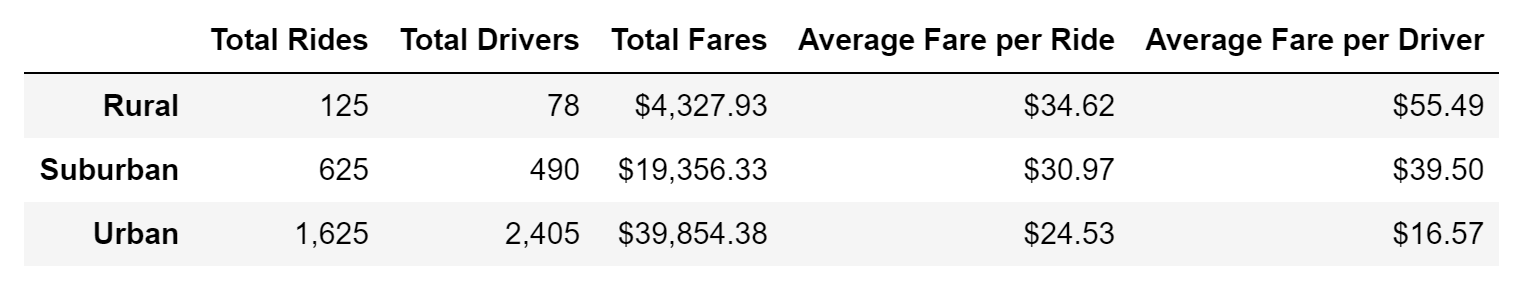 Total Rides Total Drivers Total Fares Average Fare per Ride Average Fare per Driver
Rural 125 78 $4,327.93 $34.62 $55.49
Suburban 625 490 $19,356.33 $30.97 $39.50
Urban 1,625 2,405 $39,854.38 $24.53 $16.57